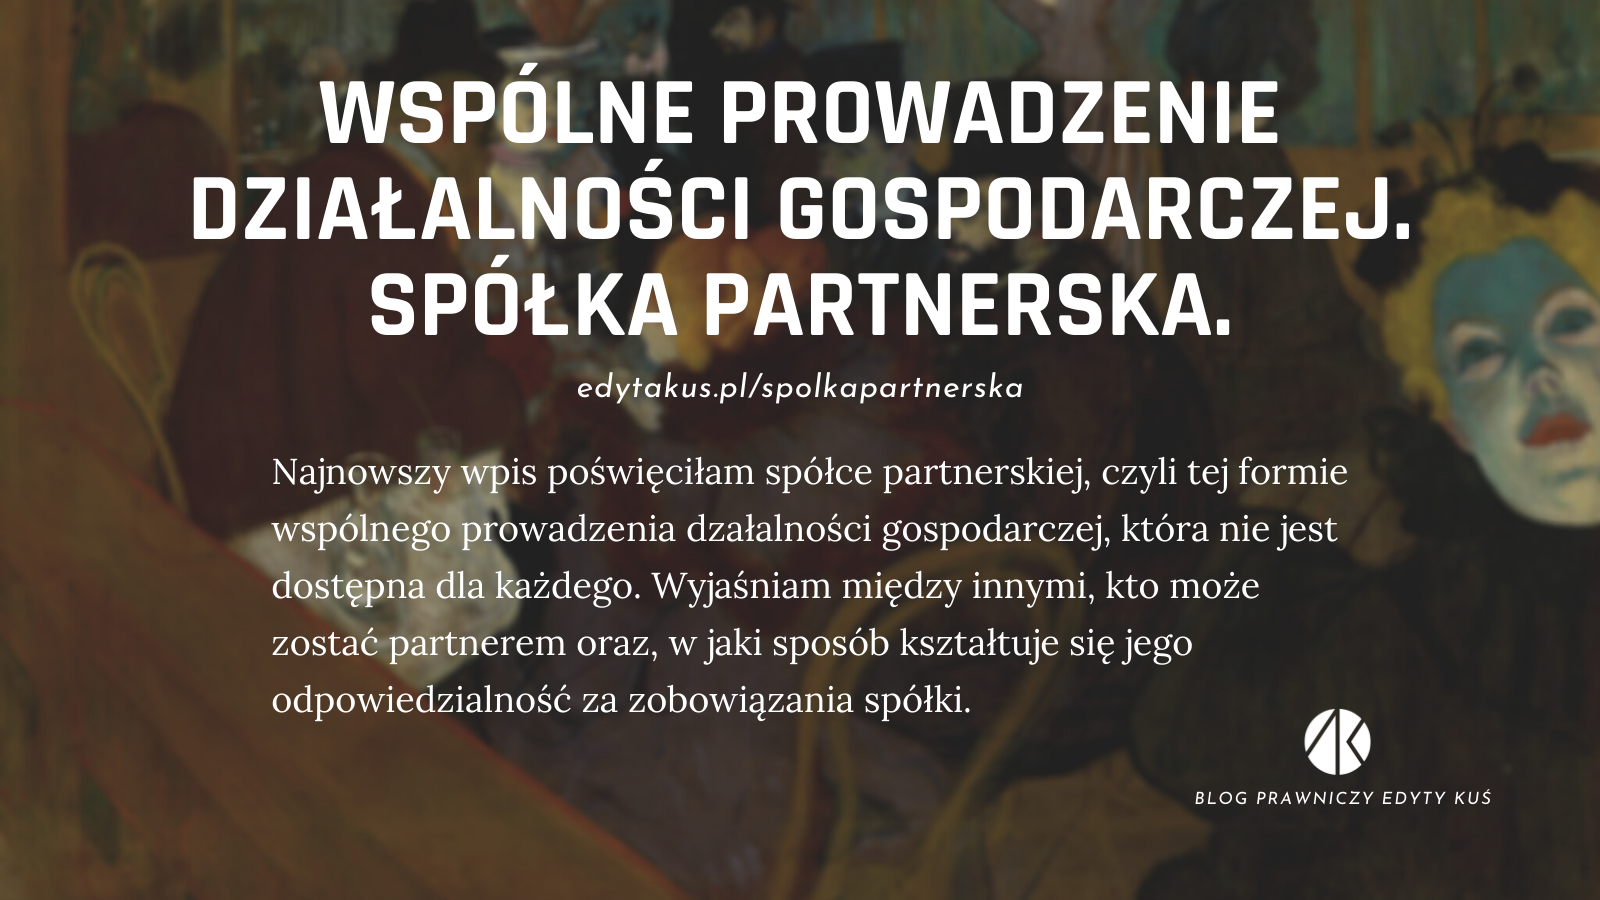 WSPÓLNE PROWADZENIE
DZIAŁALNOŚCI GOSPODARCZEJ.
SPÓŁKA PARTNERSKA.
edytakus.pl/spolkapartnerska
Najnowszy wpis poświęciłam spółce partnerskiej, czyli tej formie
wspólnego prowadzenia dzałalności gospodarczej, która nie jest
dostępna dla każdego. Wyjaśniam między innymi, kto może
zostać partnerem oraz, w jaki sposób kształtuje się jego
odpowiedzialność za zobowiązania spółki.
BLOG PRAWNICZY EDYTY KUŚ